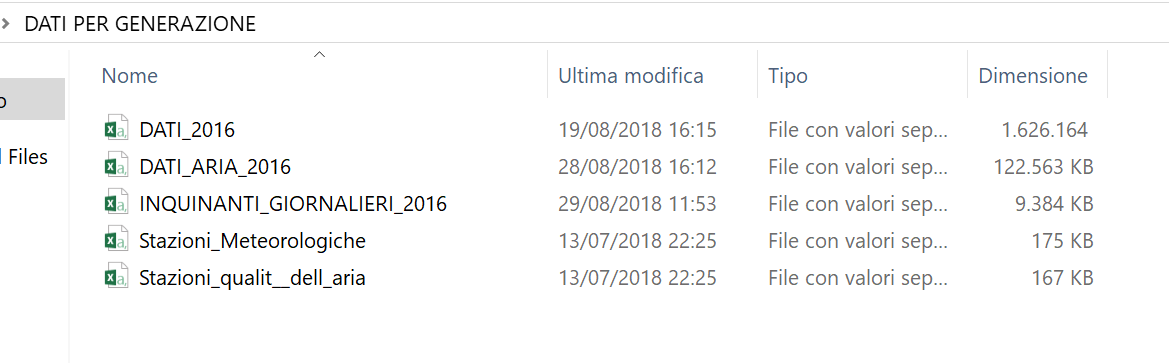 DATI PER GENERAZIONE
Nome Ultima modifica Tipo Dimensione
DATI_2016 19/08/2018 16:15 File con valori sep... 1.626.164
DATI_ARIA_2016 28/08/2018 16:12 File con valori sep... 122.563 KB
INQUINANTI_GIORNALIERI_2016 29/08/2018 11:53 File con valori sep... 9.384 KB
Stazioni_Meteorologiche 13/07/2018 22:25 File con valori sep... 175 KB
Stazioni_qualit__dell_aria 13/07/2018 22:25 File con valori sep... 167 KB
o
Files